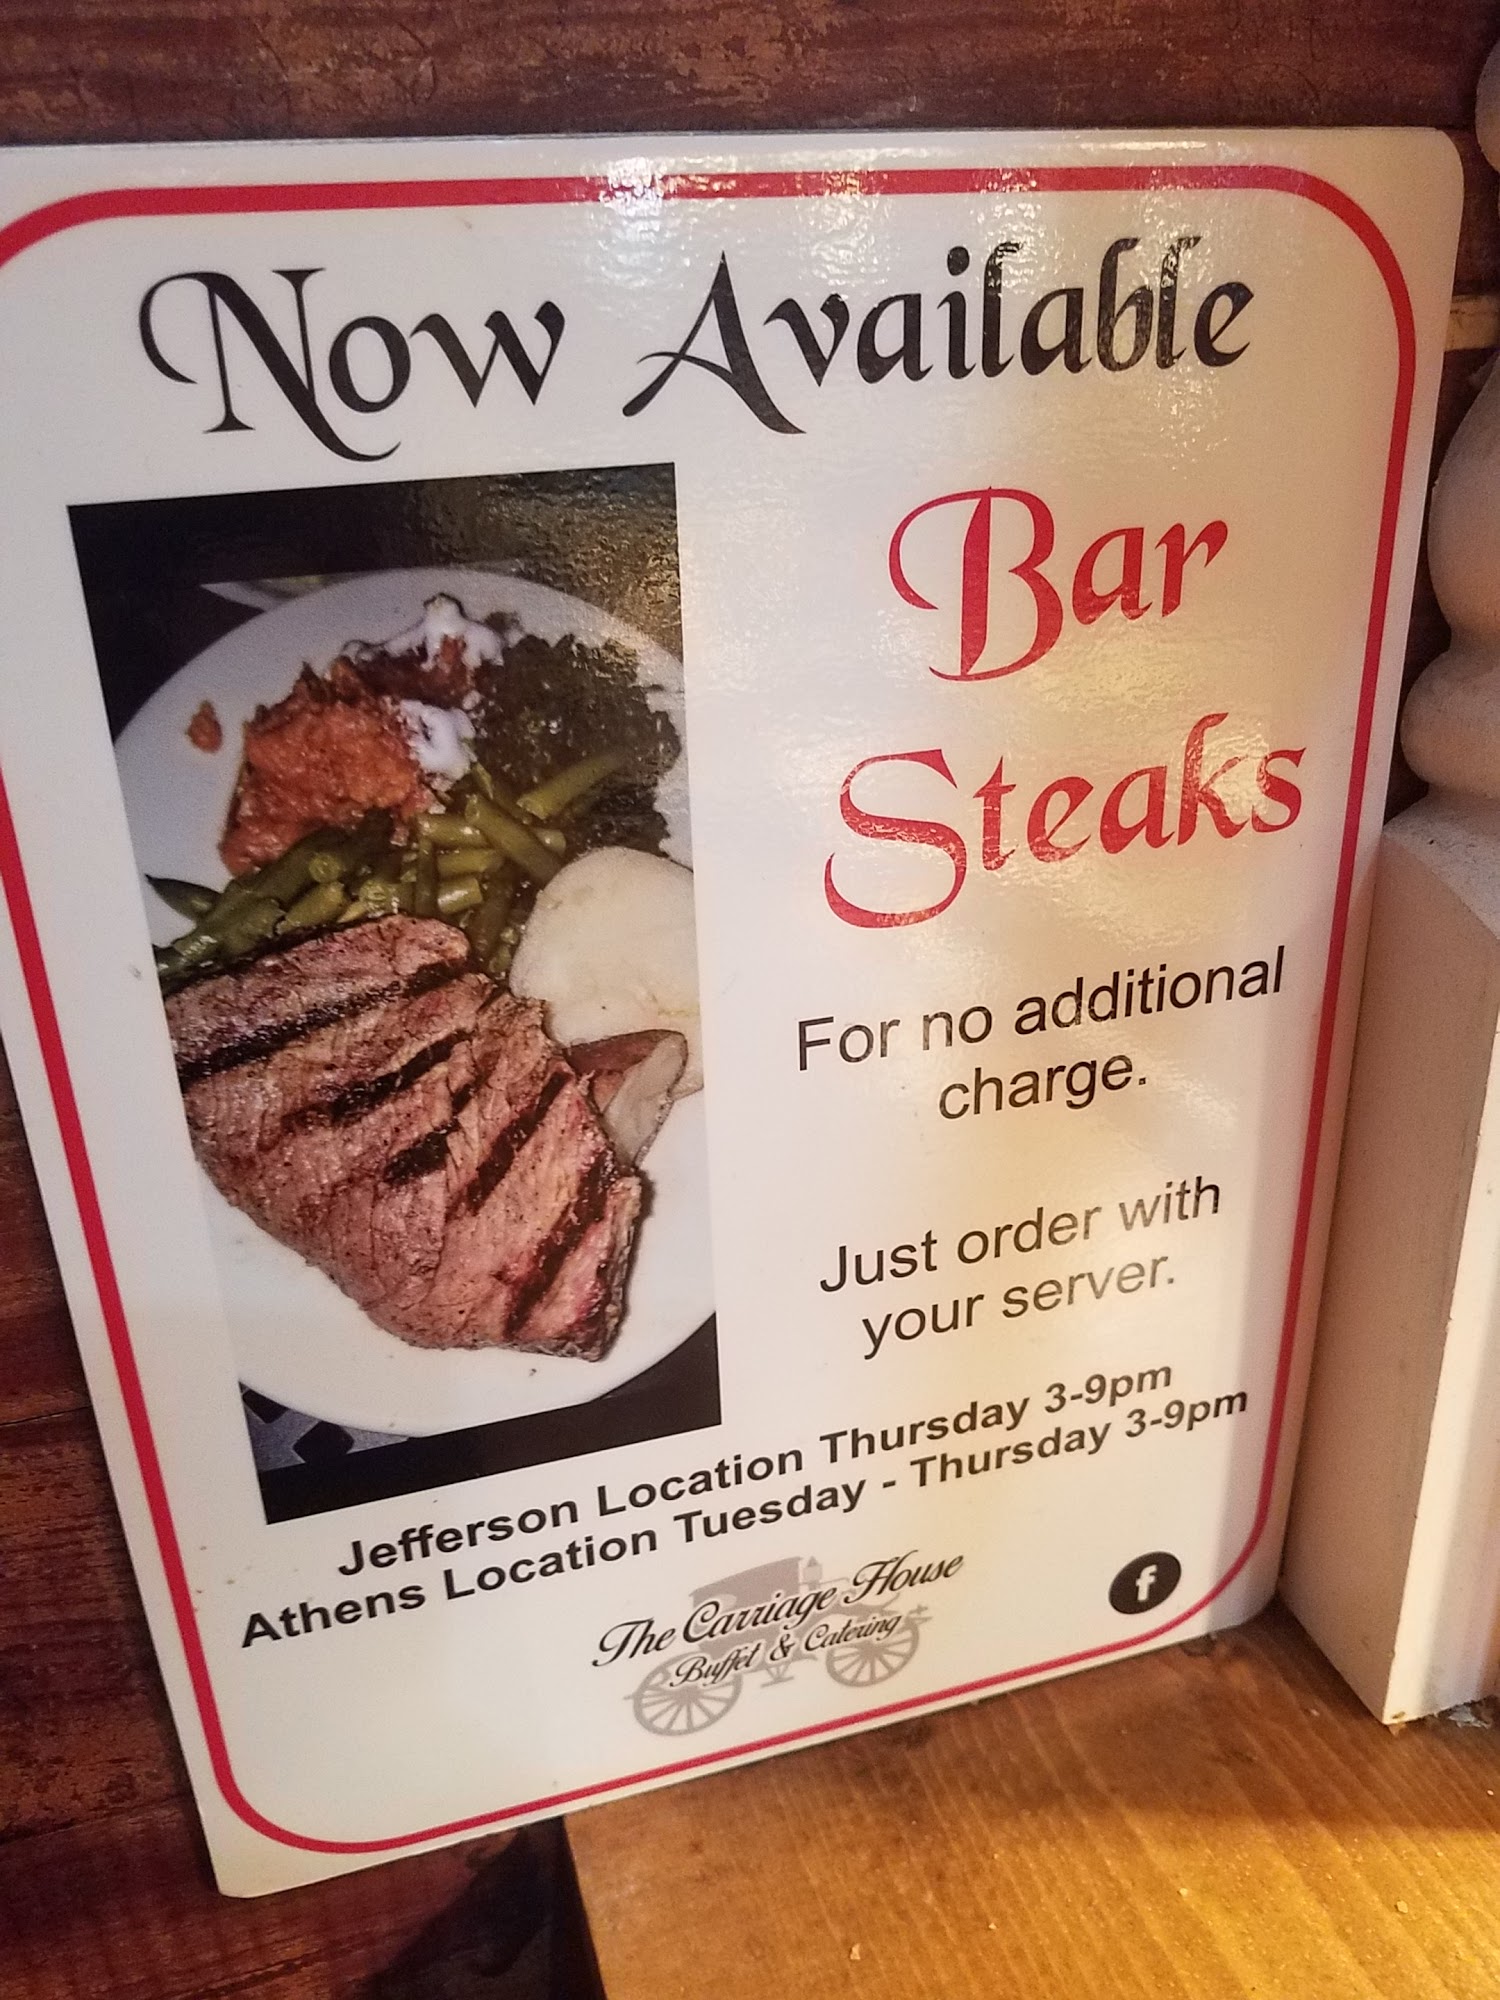 Now Available
Bar
Steaks
For no additional
charge.
Just order with
your server.
Jefferson Location Thursday 3-9pm
Athens Location Tuesday - Thursday 3-9pm
The Carriage House
Buffet & Catering
f